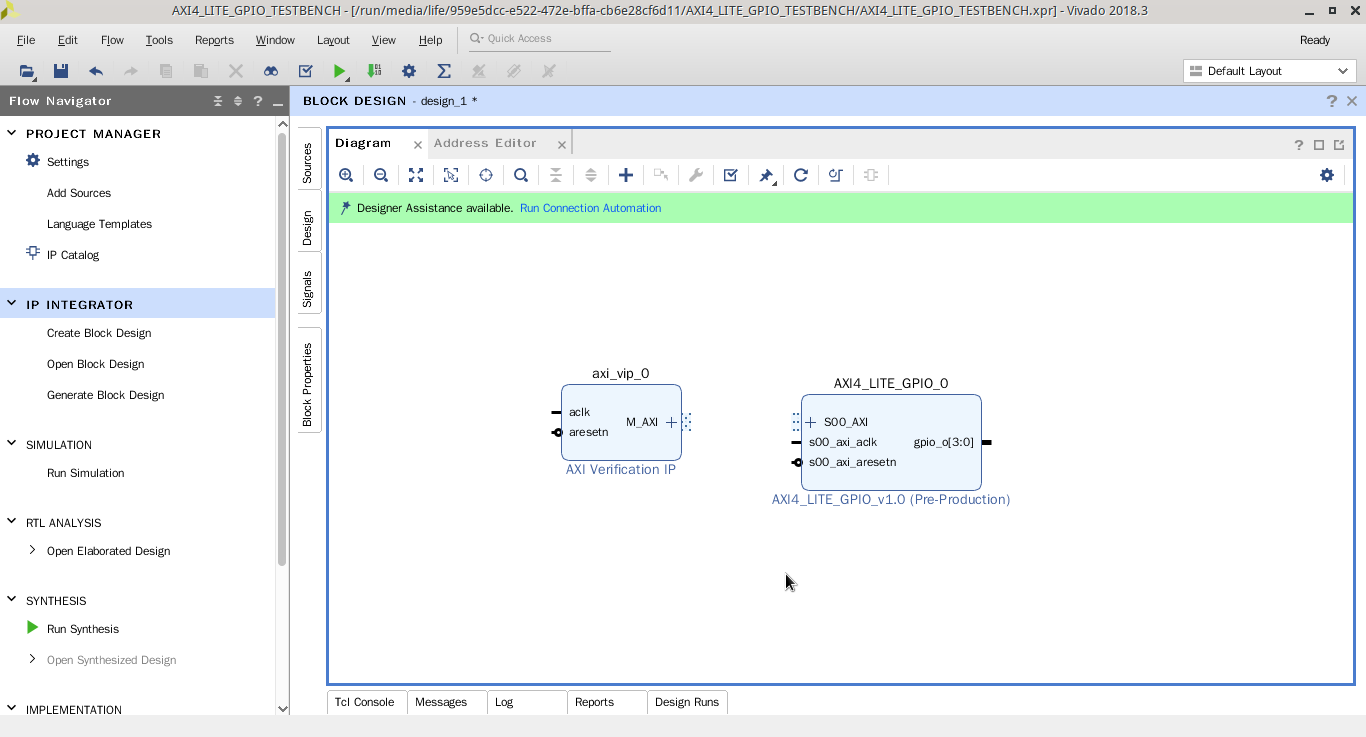 AXI4_LITE_GPIO_TESTBENCH - [/run/media/life/959e5dcc-e522-472e-bffa-cb6e28cf6d11/AXI4_LITE_GPIO_TESTBENCH/AXI4_LITE_GPIO_TESTBENCH.xpr] - Vivado 2018.3
File Edit Flow Tools Reports Window Layout View Help Quick Access Ready
Default Layout
Flow Navigator
BLOCK DESIGN - design_1 *
PROJECT MANAGER
Settings
Add Sources
Language Templates
IP Catalog
IP INTEGRATOR
Create Block Design
Open Block Design
Generate Block Design
SIMULATION
Run Simulation
RTL ANALYSIS
Open Elaborated Design
SYNTHESIS
Run Synthesis
Open Synthesized Design
IMPLEMENTATION
Sources
Design
Signals
Block Properties
Diagram Address Editor
Designer Assistance available. Run Connection Automation
axi_vip_0
aclk
M_AXI
aresetn
AXI Verification IP
AXI4_LITE_GPIO_0
S00_AXI
s00_axi_aclk gpio_o[3:0]
s00_axi_aresetn
AXI4_LITE_GPIO_v1.0 (Pre-Production)
Tcl Console Messages Log Reports Design Runs